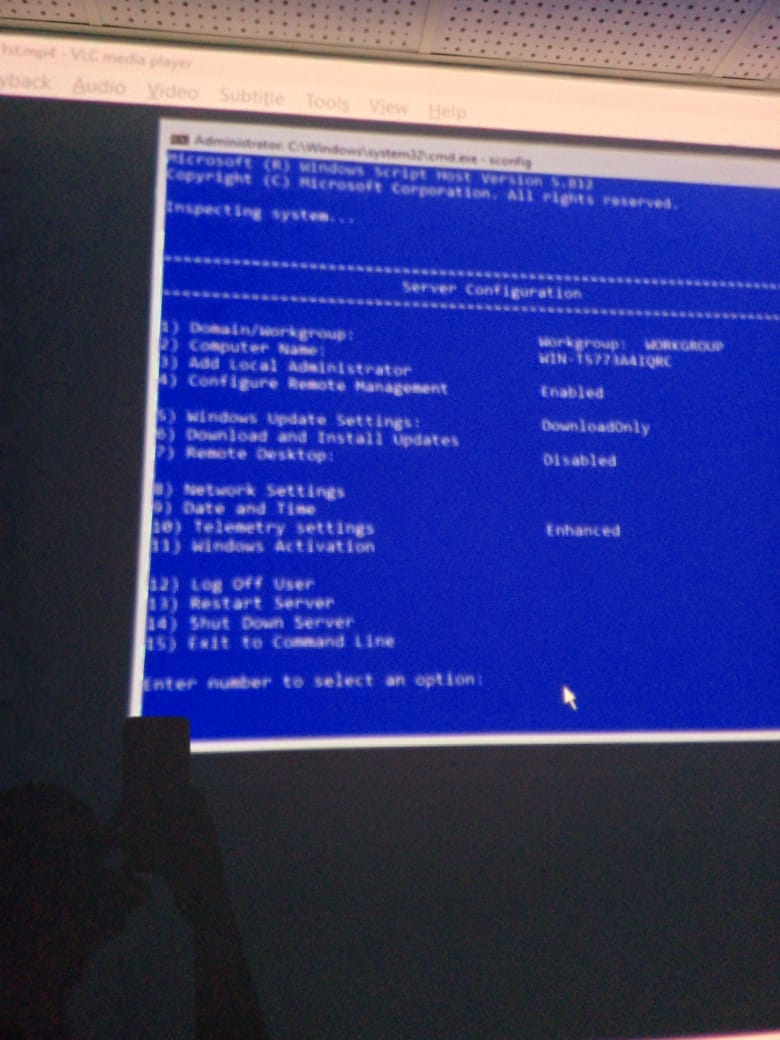 1st.mp4 - VLC media player
yback Audio Video Subtitle Tools View Help
Administrator: C:\Windows\system32\cmd.exe - sconfig
Microsoft (R) Windows Script Host Version 5.812
Copyright (C) Microsoft Corporation. All rights reserved.
Inspecting system...
Server Configuration
1) Domain/Workgroup: Workgroup: WORKGROUP
2) Computer Name: WIN-TS773A4IQRC
3) Add Local Administrator
4) Configure Remote Management Enabled
5) Windows Update Settings: DownloadOnly
6) Download and Install Updates
7) Remote Desktop: Disabled
8) Network Settings
9) Date and Time
10) Telemetry settings Enhanced
11) Windows Activation
12) Log Off User
13) Restart Server
14) Shut Down Server
15) Exit to Command Line
Enter number to select an option: